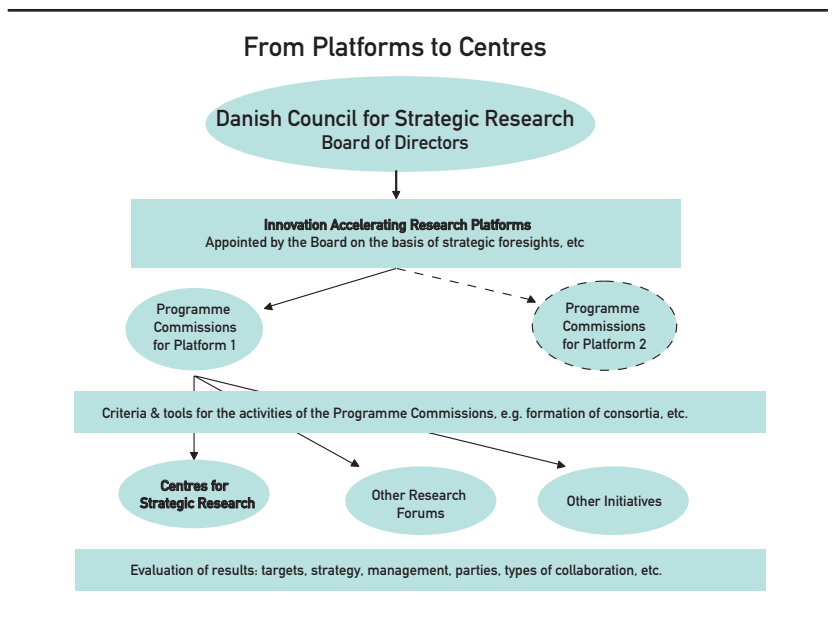 From Platforms to Centres
Danish Council for Strategic Research
Board of Directors
Innovation Accelerating Research Platforms
Appointed by the Board on the basis of strategic foresights, etc
Programme
Commissions
for Platform 1
Programme
Commissions
for Platform 2
Criteria & tools for the activities of the Programme Commissions, e.g. formation of consortia, etc.
Centres for
Strategic Research
Other Research
Forums
Other Initiatives
Evaluation of results: targets, strategy, management, parties, types of collaboration, etc.